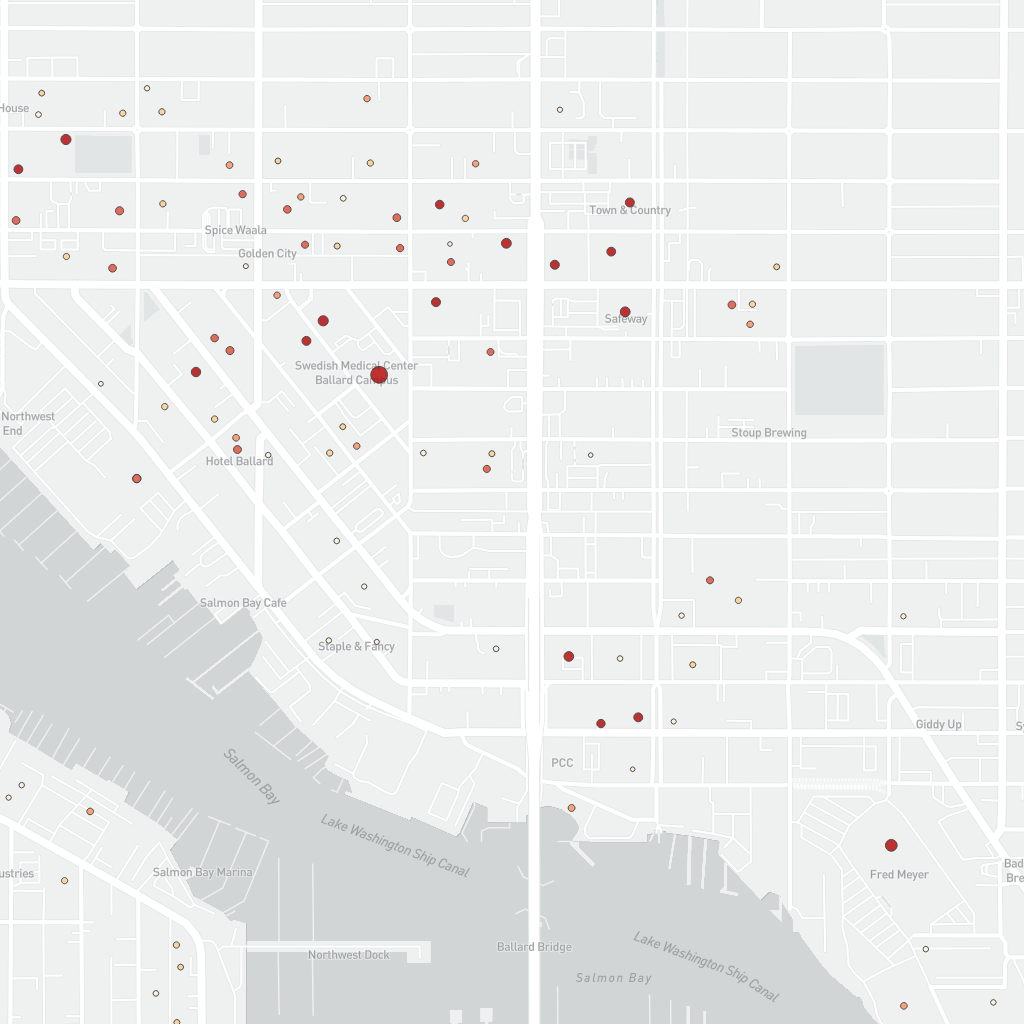 House
Town & Country
Spice Waala
Golden City
Safeway
Swedish Medical Center
Ballard Campus
Northwest
End
Stoup Brewing
Hotel Ballard
Salmon Bay Cafe
Staple & Fancy
Giddy Up
PCC
Salmon Bay
Lake Washington Ship Canal
Salmon Bay Marina
ustries
Fred Meyer
Bad
Bre
Ballard Bridge
Northwest Dock
Lake Washington Ship Canal
Salmon Bay